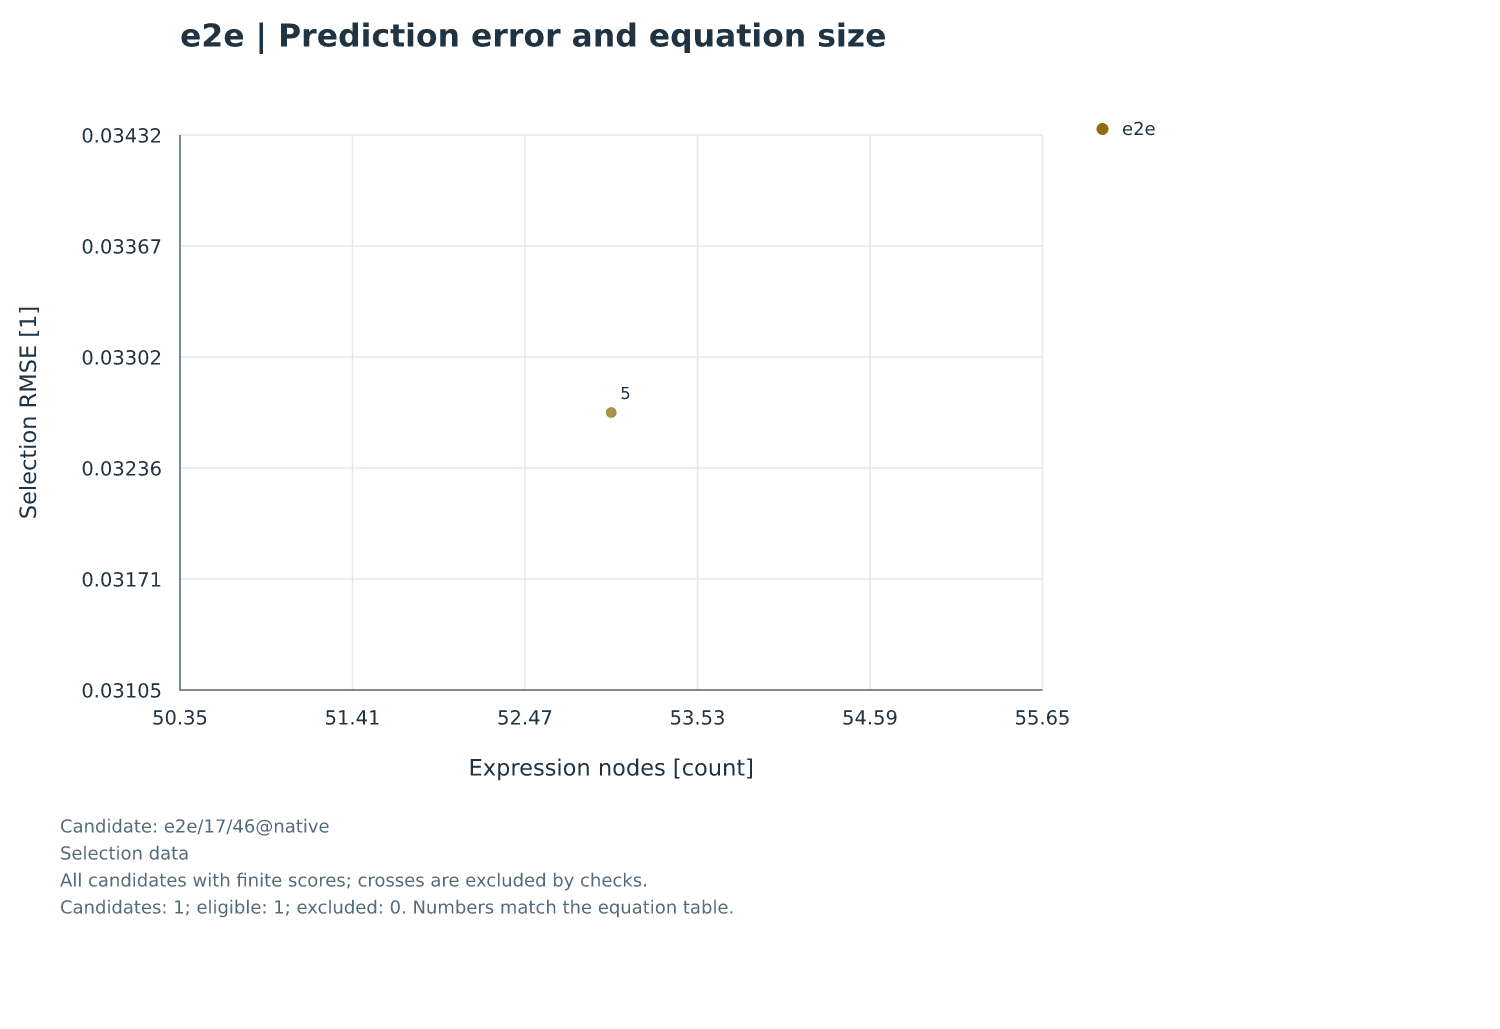 e2e | Prediction error and equation size
e2e
0.03432
0.03367
0.03302
0.03236
0.03171
0.03105
Selection RMSE [1]
5
50.35
51.41
52.47
53.53
54.59
55.65
Expression nodes [count]
Candidate: e2e/17/46@native
Selection data
All candidates with finite scores; crosses are excluded by checks.
Candidates: 1; eligible: 1; excluded: 0. Numbers match the equation table.